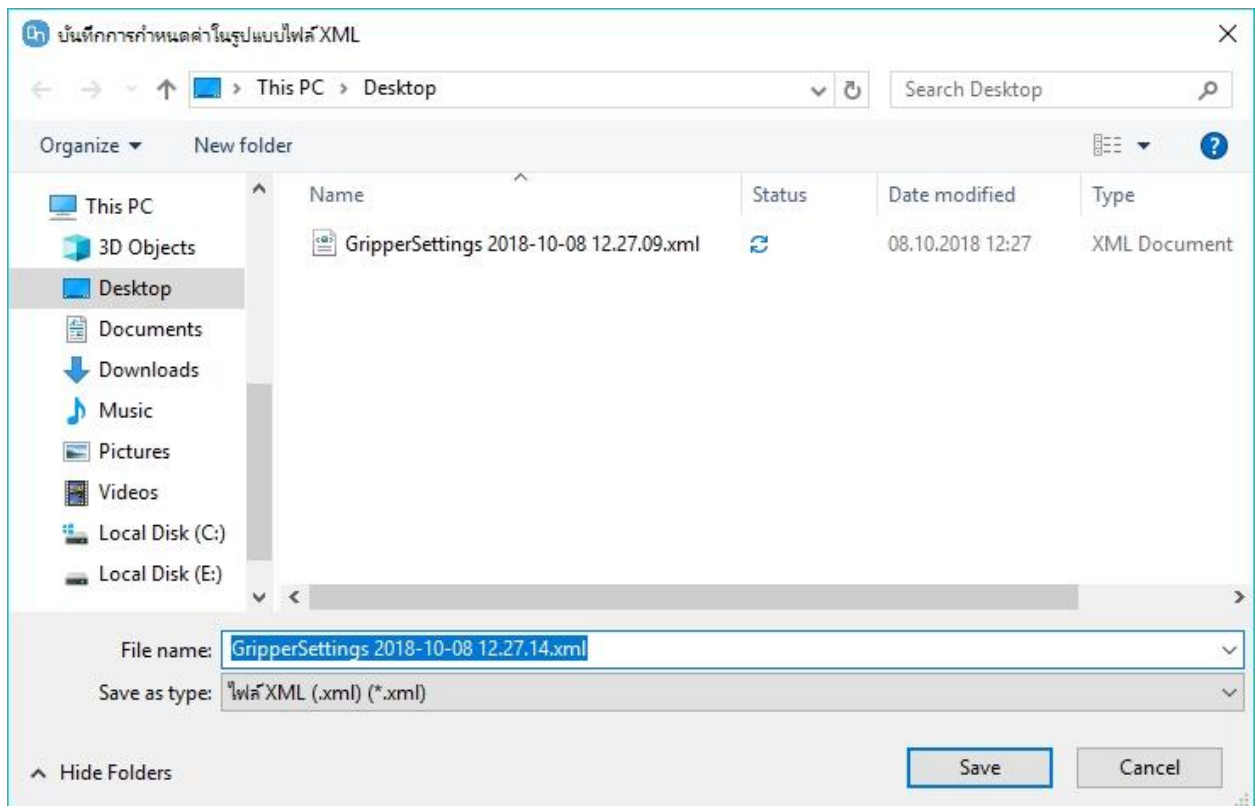 บันทึกการกำหนดค่าในรูปแบบไฟล์ XML
This PC > Desktop
Search Desktop
Organize
New folder
This PC
3D Objects
Desktop
Documents
Downloads
Music
Pictures
Videos
Local Disk (C:)
Local Disk (E:)
Name Status Date modified Type
GripperSettings 2018-10-08 12.27.09.xml 08.10.2018 12:27 XML Document
File name: GripperSettings 2018-10-08 12.27.14.xml
Save as type: ไฟล์ XML (.xml) (*.xml)
Hide Folders
Save
Cancel